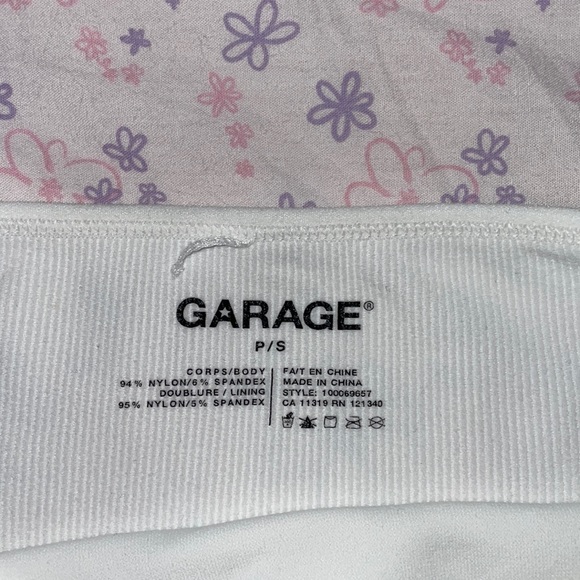 GARAGE®
P/S
CORPS/BODY
94% NYLON/6% SPANDEX
DOUBLURE / LINING
95% NYLON/5% SPANDEX
FAIT EN CHINE
MADE IN CHINA
STYLE: 100069657
CA 11319 RN 121340